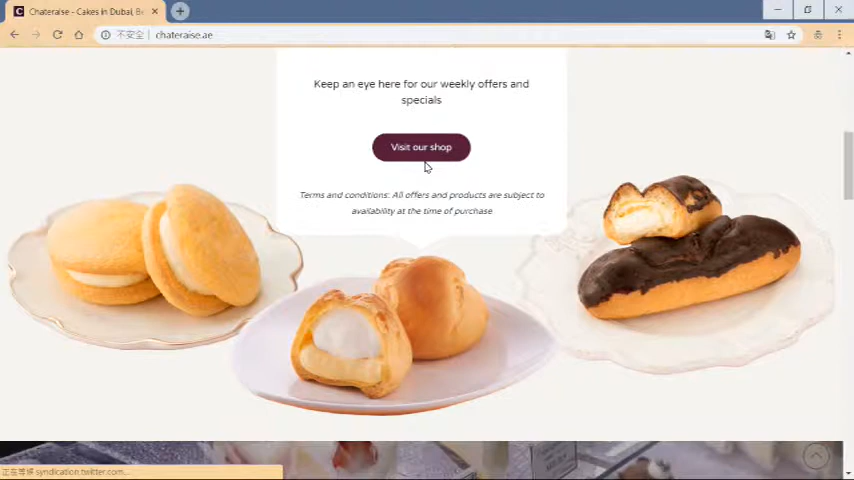 Chateraise - Cakes in Dubai, Be
不安全 | chateraise.ae
Keep an eye here for our weekly offers and
specials
Visit our shop
Terms and conditions: All offers and products are subject to
availability at the time of purchase
正在等候 syndication.twitter.com...